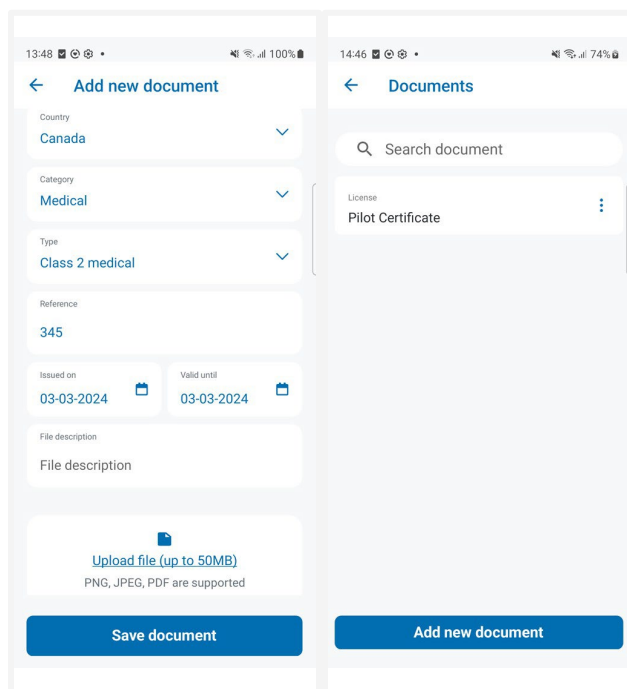 13:48
100%
Add new document
Country
Canada
Category
Medical
Type
Class 2 medical
Reference
345
Issued on
03-03-2024
Valid until
03-03-2024
File description
File description
Upload file (up to 50MB)
PNG, JPEG, PDF are supported
Save document
14:46
74%
Documents
Search document
License
Pilot Certificate
Add new document